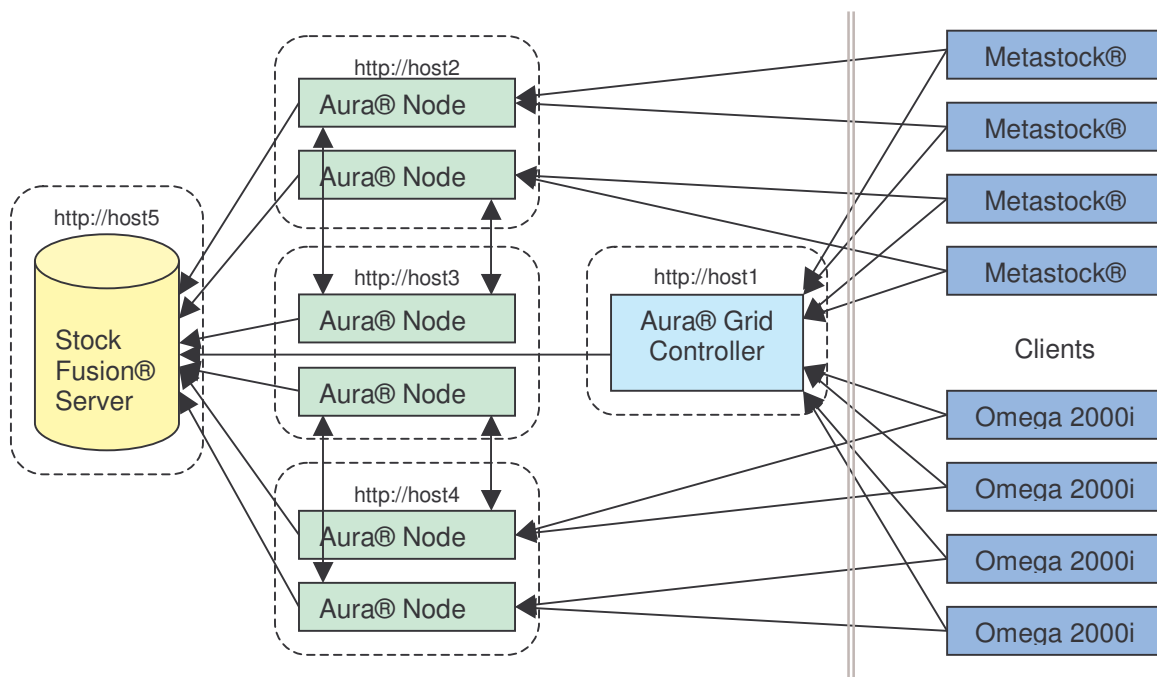 http://host2
Aura® Node
Aura® Node
http://host5
Stock
Fusion®
Server
http://host3
Aura® Node
Aura® Node
http://host1
Aura® Grid
Controller
http://host4
Aura® Node
Aura® Node
Metastock®
Metastock®
Metastock®
Metastock®
Clients
Omega 2000i
Omega 2000i
Omega 2000i
Omega 2000i